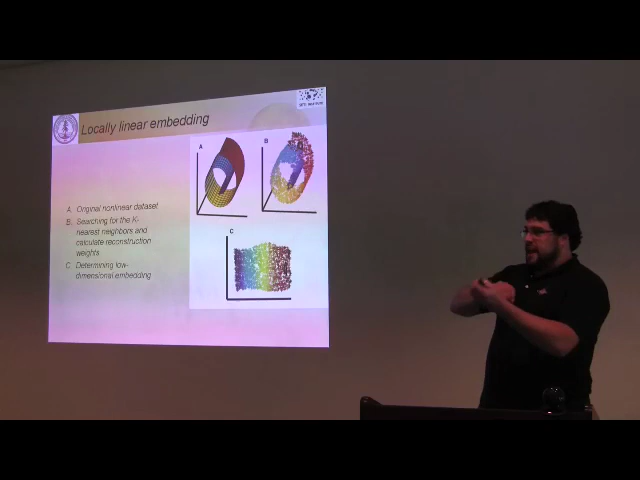 Locally linear embedding
A. Original nonlinear dataset
B. Searching for the K-
nearest neighbors and
calculate reconstruction
weights
C. Determining low-
dimensional embedding
A
B
C